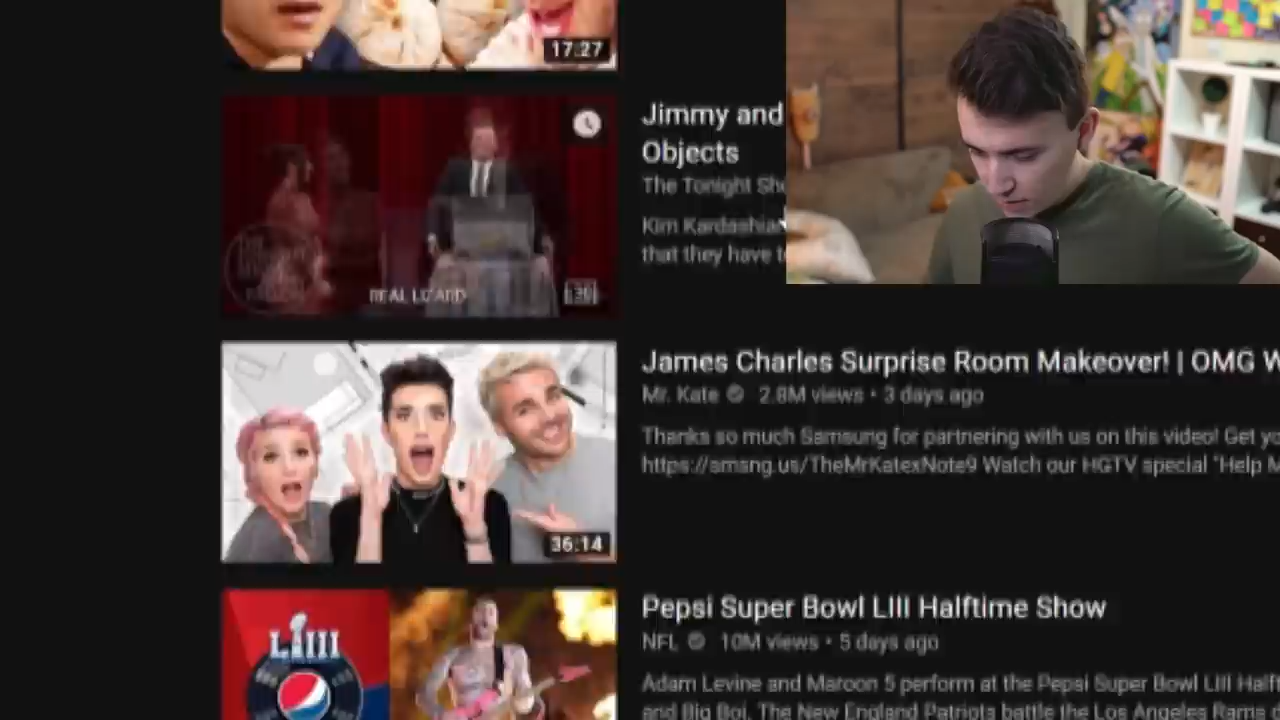 17:27
Jimmy and
Objects
The Tonight Sho
Kim Kardashian
that they have to
REAL LIZARD
James Charles Surprise Room Makeover! | OMG W
Mr. Kate 2.8M views • 3 days ago
Thanks so much Samsung for partnering with us on this video! Get yo
https://smsng.us/TheMrKatexNote9 Watch our HGTV special "Help M
36:14
Pepsi Super Bowl LIII Halftime Show
NFL 10M views • 5 days ago
LIII
Adam Levine and Maroon 5 perform at the Pepsi Super Bowl LIII Halft
and Big Boi. The New England Patriots battle the Los Angeles Rams